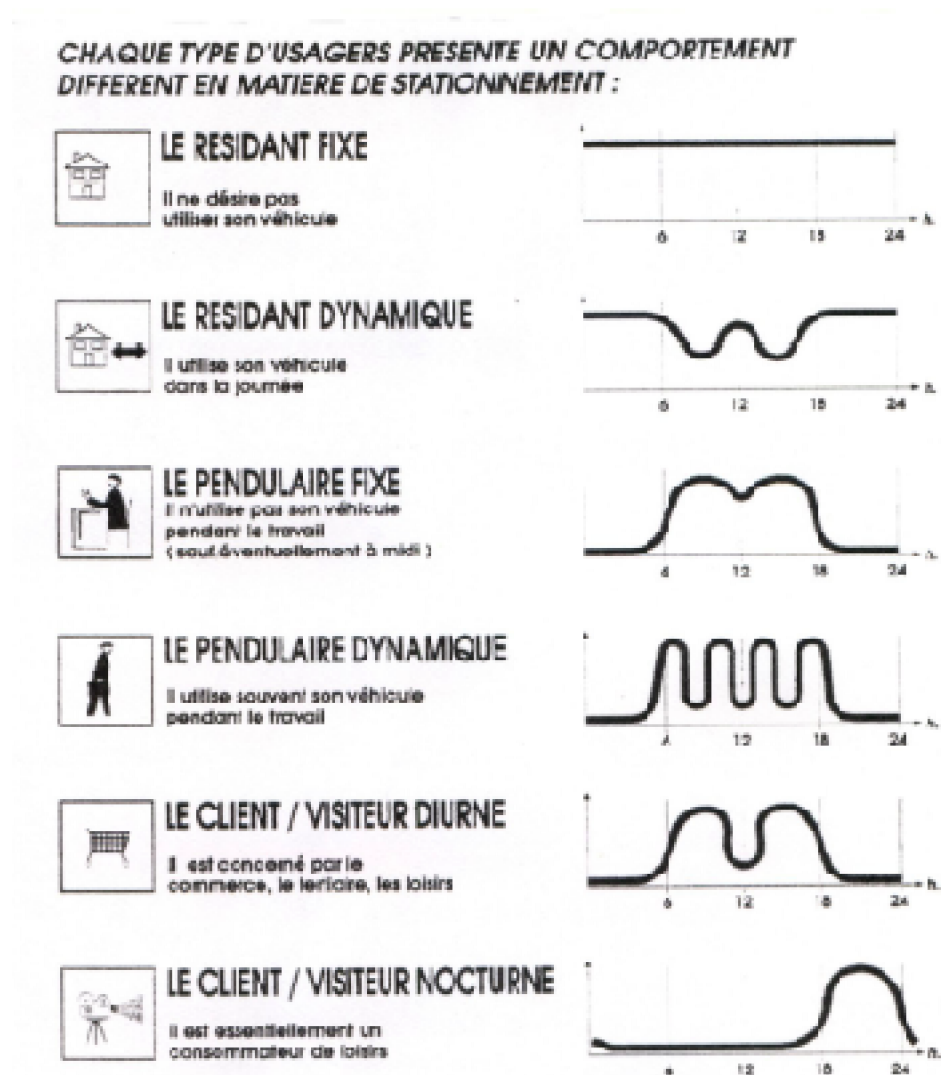 CHAQUE TYPE D'USAGERS PRESENTE UN COMPORTEMENT
DIFFERENT EN MATIERE DE STATIONNEMENT :
LE RESIDANT FIXE
Il ne désire pas
utiliser son véhicule
6 12 18 24 h.
LE RESIDANT DYNAMIQUE
Il utilise son véhicule
dans la journée
6 12 18 24 h.
LE PENDULAIRE FIXE
Il n'utilise pas son véhicule
pendant le travail
( sauf éventuellement à midi )
6 12 18 24 h.
LE PENDULAIRE DYNAMIQUE
Il utilise souvent son véhicule
pendant le travail
6 12 18 24 h.
LE CLIENT / VISITEUR DIURNE
Il est concerné par le
commerce, le tertiaire, les loisirs
6 12 18 24 h.
LE CLIENT / VISITEUR NOCTURNE
Il est essentiellement un
consommateur de loisirs
6 12 18 24 h.